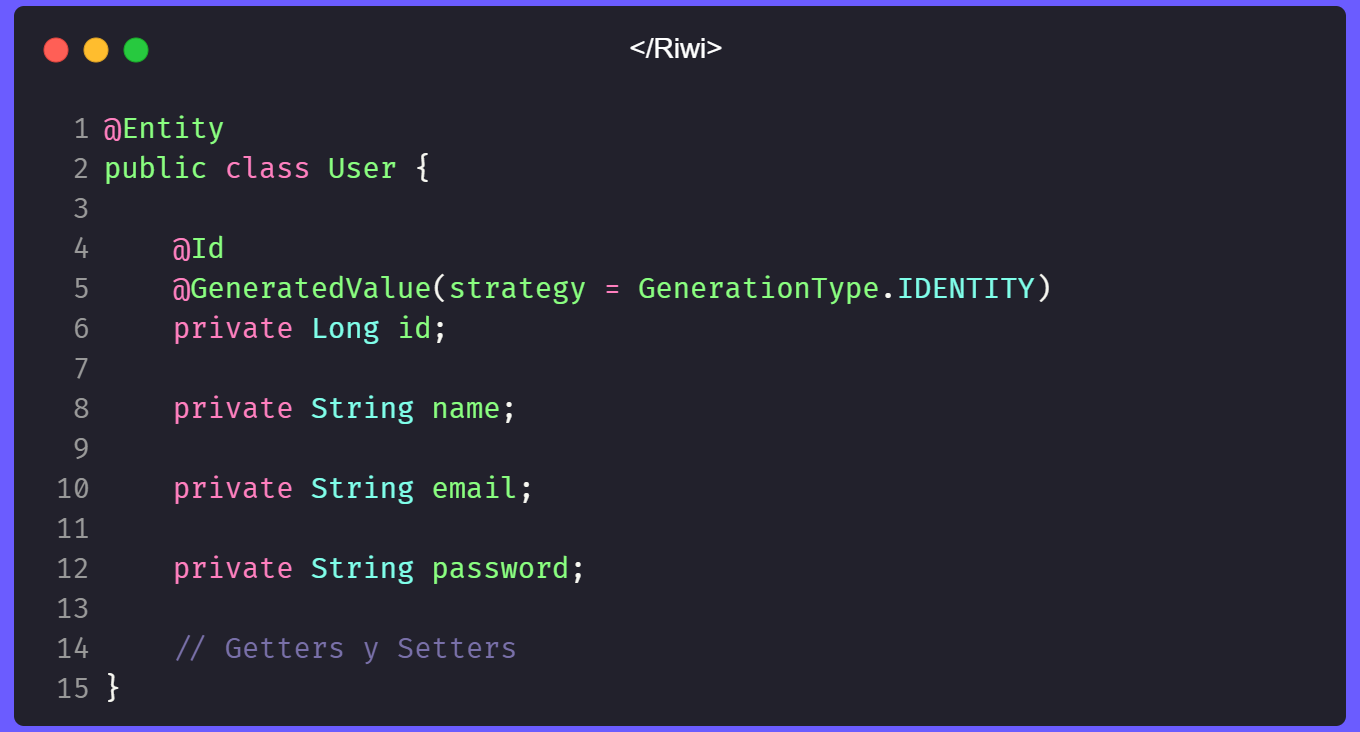 </Riwi>
1 @Entity
2 public class User {
3
4     @Id
5     @GeneratedValue(strategy = GenerationType.IDENTITY)
6     private Long id;
7
8     private String name;
9
10     private String email;
11
12     private String password;
13
14     // Getters y Setters
15 }